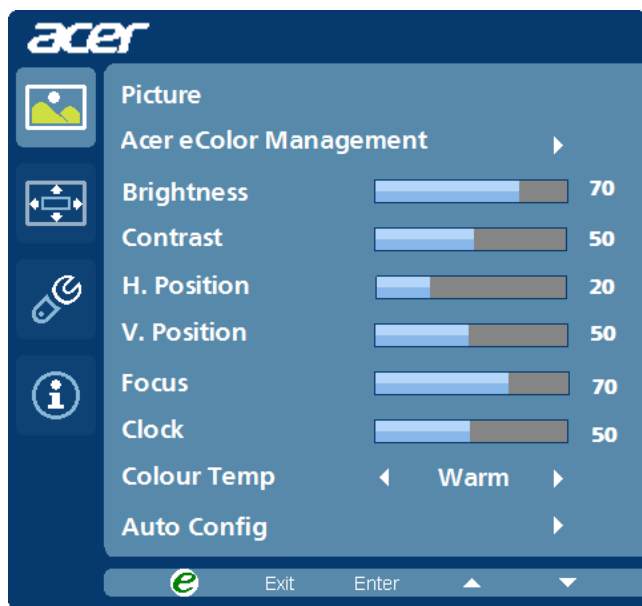 acer
Picture
Acer eColor Management
Brightness 70
Contrast 50
H. Position 20
V. Position 50
Focus 70
Clock 50
Colour Temp Warm
Auto Config
e Exit Enter